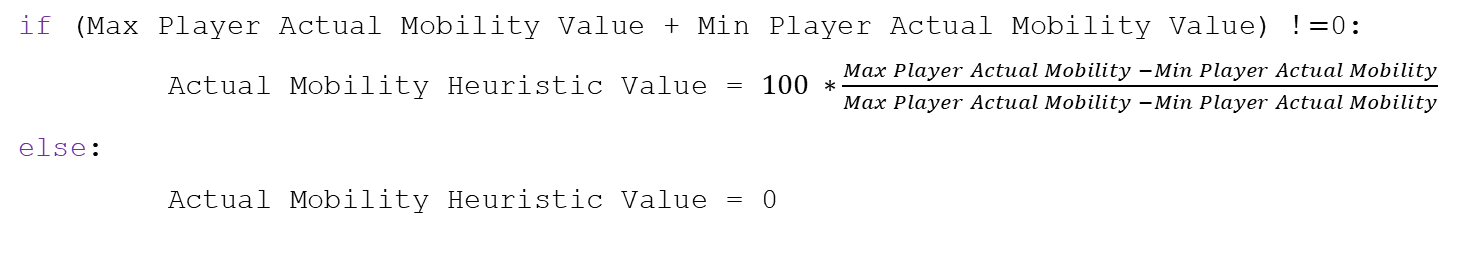 if (Max Player Actual Mobility Value + Min Player Actual Mobility Value) !=0:
Actual Mobility Heuristic Value = 100 * Max Player Actual Mobility −Min Player Actual Mobility
Max Player Actual Mobility −Min Player Actual Mobility
else:
Actual Mobility Heuristic Value = 0